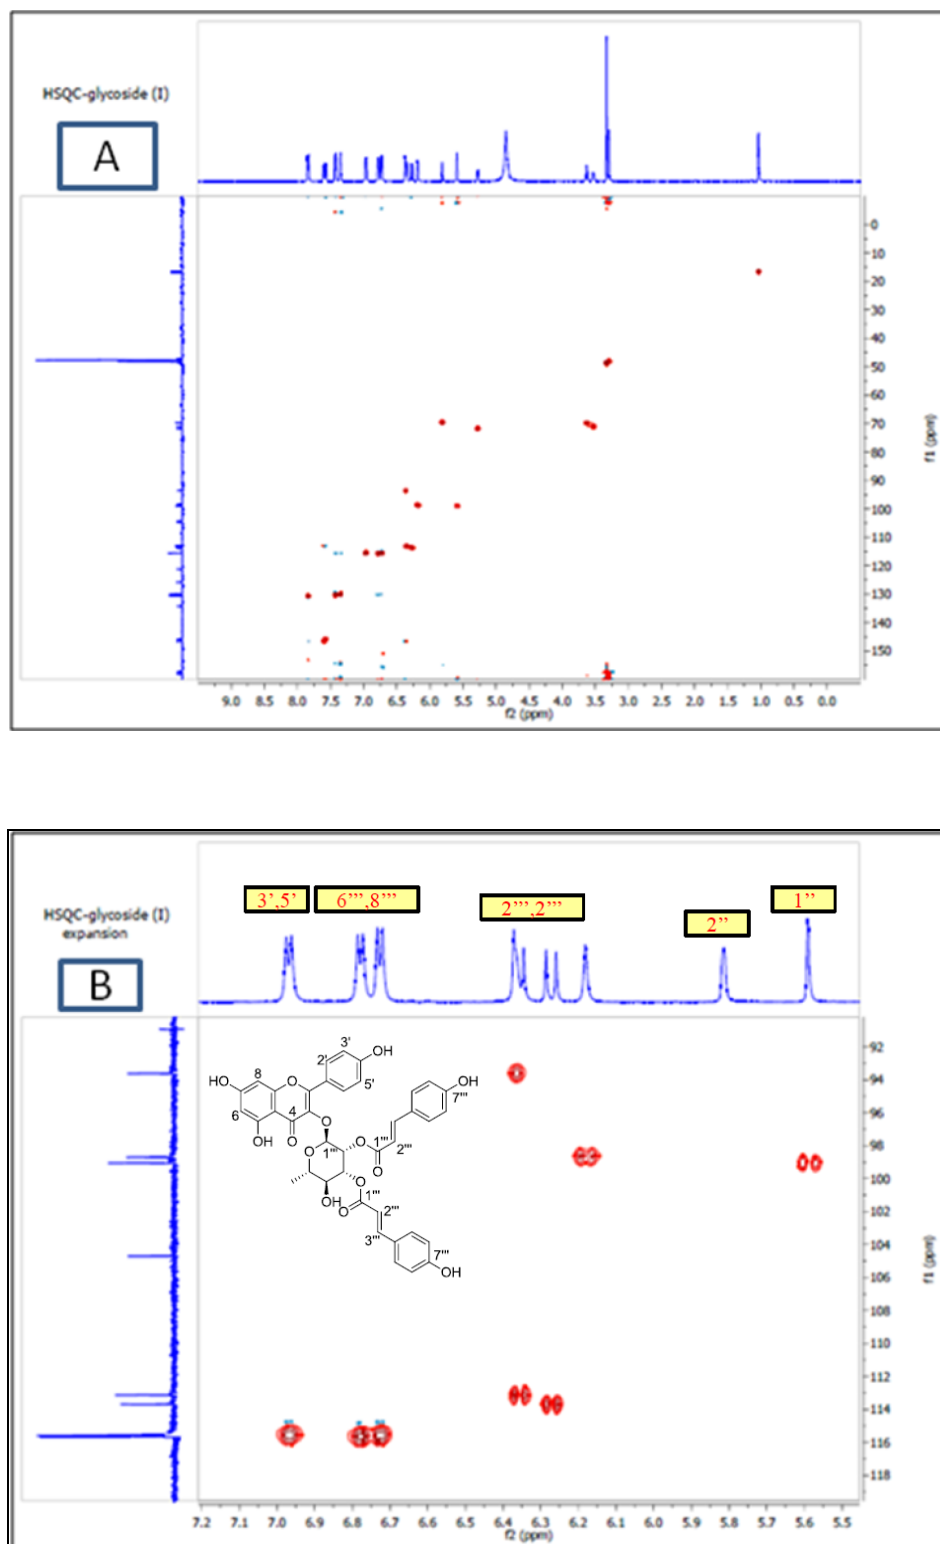 HSQC-glycoside (I)
A
0
10
20
30
40
50
60
70
80
90
100
110
120
130
140
150
f1 (ppm)
9.0 8.5 8.0 7.5 7.0 6.5 6.0 5.5 5.0 4.5 4.0 3.5 3.0 2.5 2.0 1.5 1.0 0.5 0.0
f2 (ppm)
HSQC-glycoside (I)
expansion
B
3',5'
6''',8'''
2''',2'''
2''
1''
3'
OH
2'
HO
8
O
5'
6
4
OH
O
O
1'''
O
O
1'''
2'''
O
7'''
OH
OH
O
O
1'''
2'''
3'''
7'''
OH
92
94
96
98
100
102
104
106
108
110
112
114
116
118
f1 (ppm)
7.2 7.1 7.0 6.9 6.8 6.7 6.6 6.5 6.4 6.3 6.2 6.1 6.0 5.9 5.8 5.7 5.6 5.5
f2 (ppm)